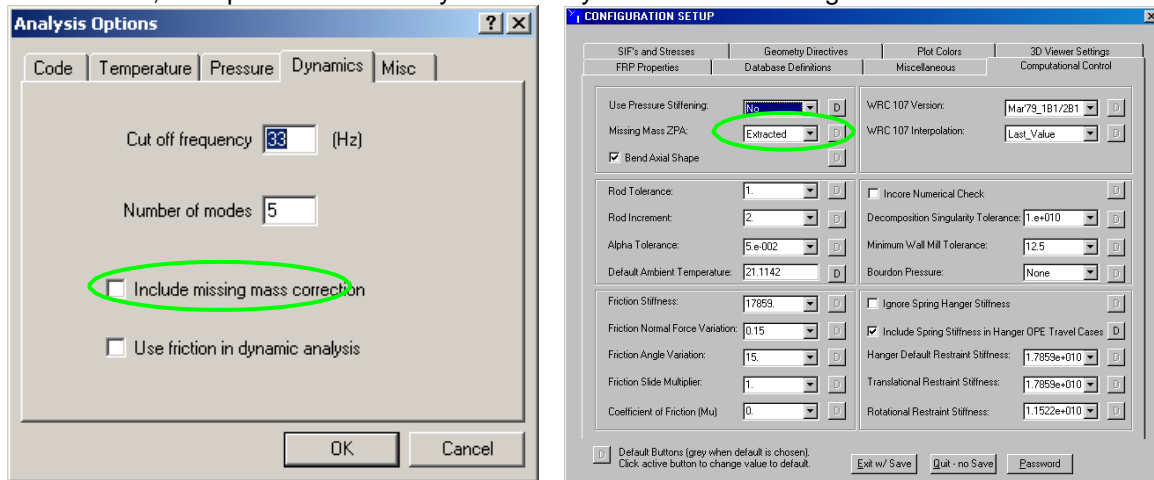 Analysis Options
? X
Code Temperature Pressure Dynamics Misc
Cut off frequency 33 (Hz)
Number of modes 5
Include missing mass correction
Use friction in dynamic analysis
OK Cancel
CONFIGURATION SETUP
SIF's and Stresses Geometry Directives Plot Colors 3D Viewer Settings
FRP Properties Database Definitions Miscellaneous Computational Control
Use Pressure Stiffening: No D WRC 107 Version: Mar'79_1B1/2B1 D
Missing Mass ZPA: Extracted D WRC 107 Interpolation: Last_Value D
Bend Axial Shape D
Rod Tolerance: 1. D Incore Numerical Check D
Rod Increment: 2. D Decomposition Singularity Tolerance: 1.e+010 D
Alpha Tolerance: 5.e-002 D Minimum Wall Mill Tolerance: 12.5 D
Default Ambient Temperature: 21.1142 D Bourdon Pressure: None D
Friction Stiffness: 17859. D Ignore Spring Hanger Stiffness D
Friction Normal Force Variation: 0.15 D Include Spring Stiffness in Hanger OPE Travel Cases D
Friction Angle Variation: 15. D Hanger Default Restraint Stiffness: 1.7859e+010 D
Friction Slide Multiplier: 1. D Translational Restraint Stiffness: 1.7859e+010 D
Coefficient of Friction (Mu) 0. D Rotational Restraint Stiffness: 1.1522e+010 D
D Default Buttons (grey when default is chosen).
Click active button to change value to default. Exit w/ Save Quit - no Save Password